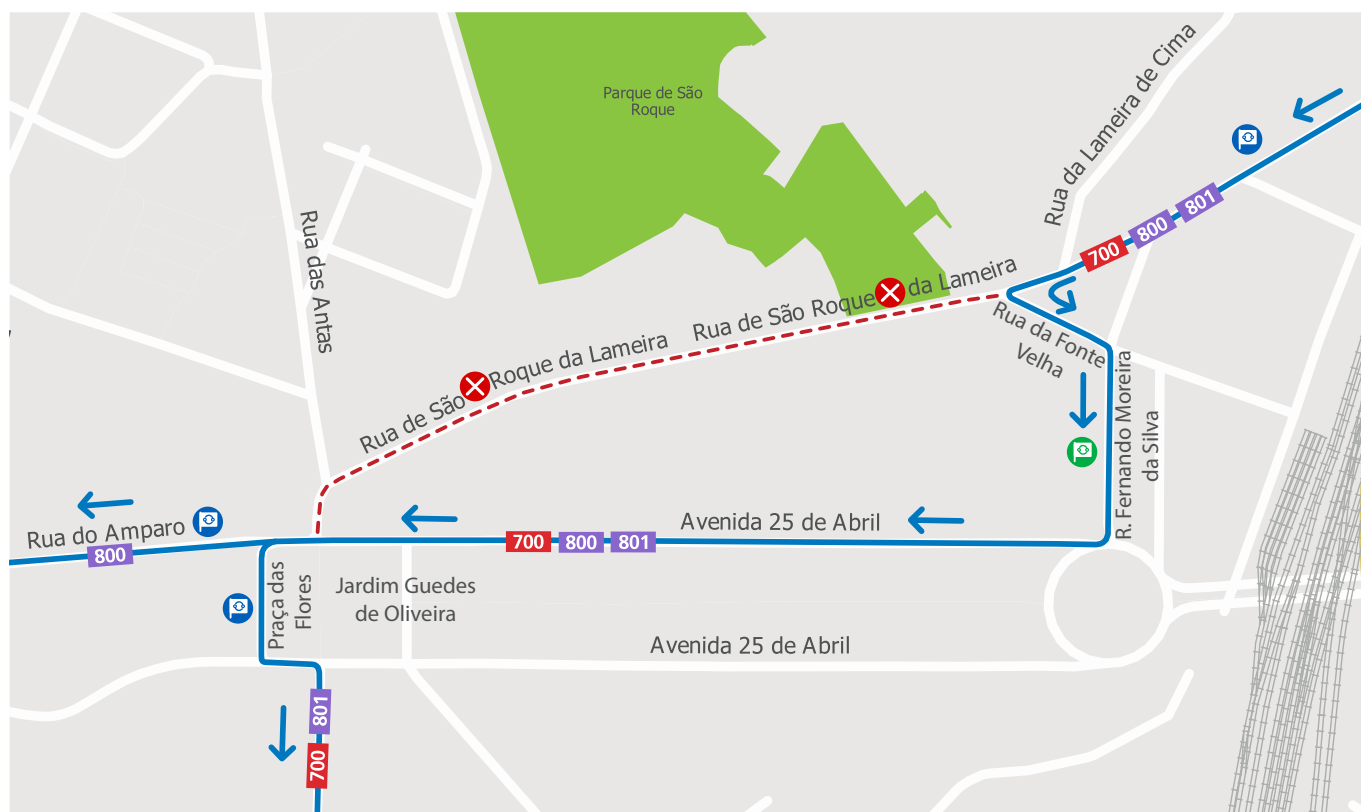 Parque de São
Roque
Rua da Lameira de Cima
801
800
700
Rua das Antas
Rua de São Roque da Lameira
Rua de São Roque da Lameira
Rua da Fonte
Velha
R. Fernando Moreira
da Silva
Rua do Amparo
800
Avenida 25 de Abril
700
800
801
Praça das
Flores
Jardim Guedes
de Oliveira
Avenida 25 de Abril
801
700